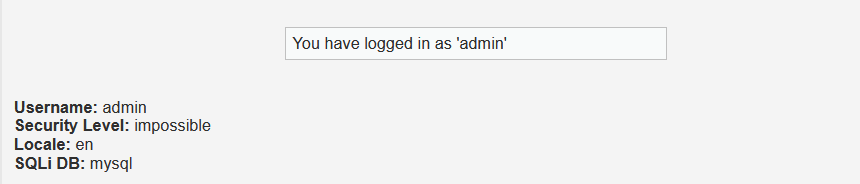 You have logged in as 'admin'
Username: admin
Security Level: impossible
Locale: en
SQLi DB: mysql